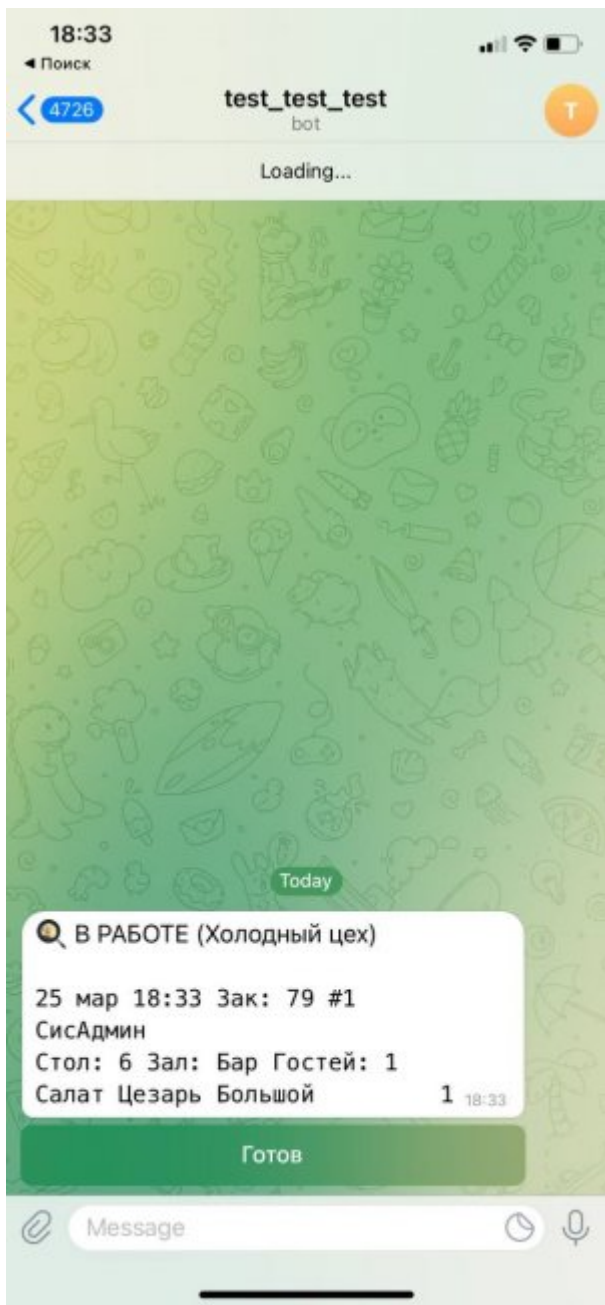 18:33
◀ Поиск
4726
test_test_test
T
bot
Loading...
Today
В РАБОТЕ (Холодный цех)
25 мар 18:33 Зак: 79 #1
СисАдмин
Стол: 6 Зал: Бар Гостей: 1
Салат Цезарь Большой 1 18:33
Готов
Message